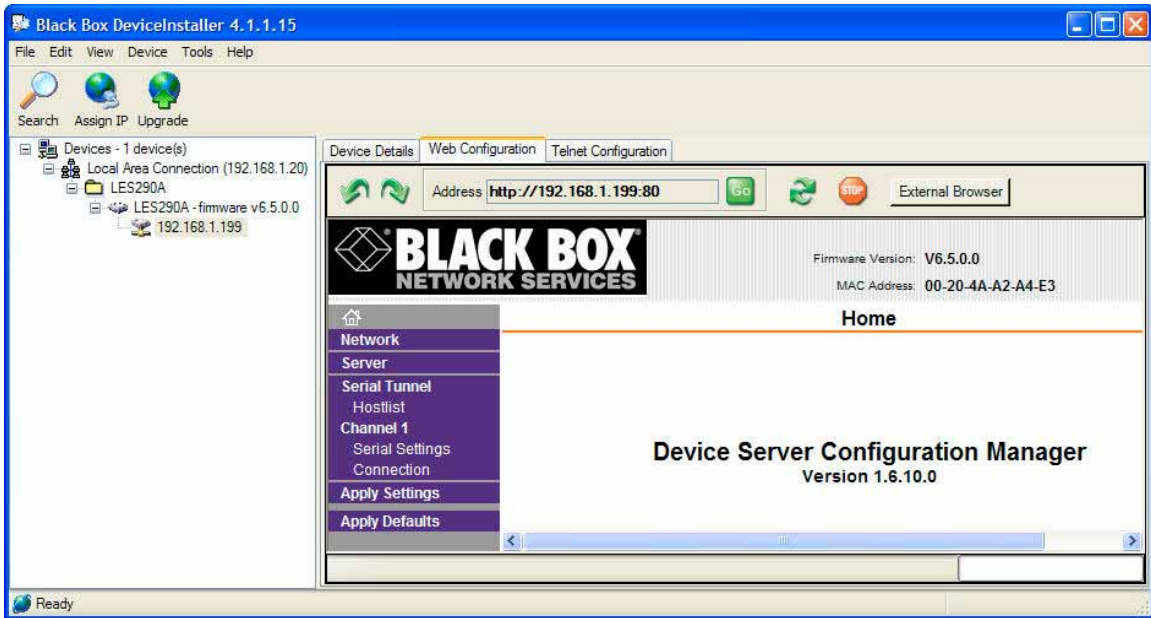 Black Box DeviceInstaller 4.1.1.15
File Edit View Device Tools Help
Search Assign IP Upgrade
Devices - 1 device(s)
Local Area Connection (192.168.1.20)
LES290A
LES290A - firmware v6.5.0.0
192.168.1.199
Device Details Web Configuration Telnet Configuration
Address http://192.168.1.199:80 Go STOP External Browser
BLACK BOX®
NETWORK SERVICES
Firmware Version: V6.5.0.0
MAC Address: 00-20-4A-A2-A4-E3
Home
Network
Server
Serial Tunnel
Hostlist
Channel 1
Serial Settings
Connection
Apply Settings
Apply Defaults
Device Server Configuration Manager
Version 1.6.10.0
Ready